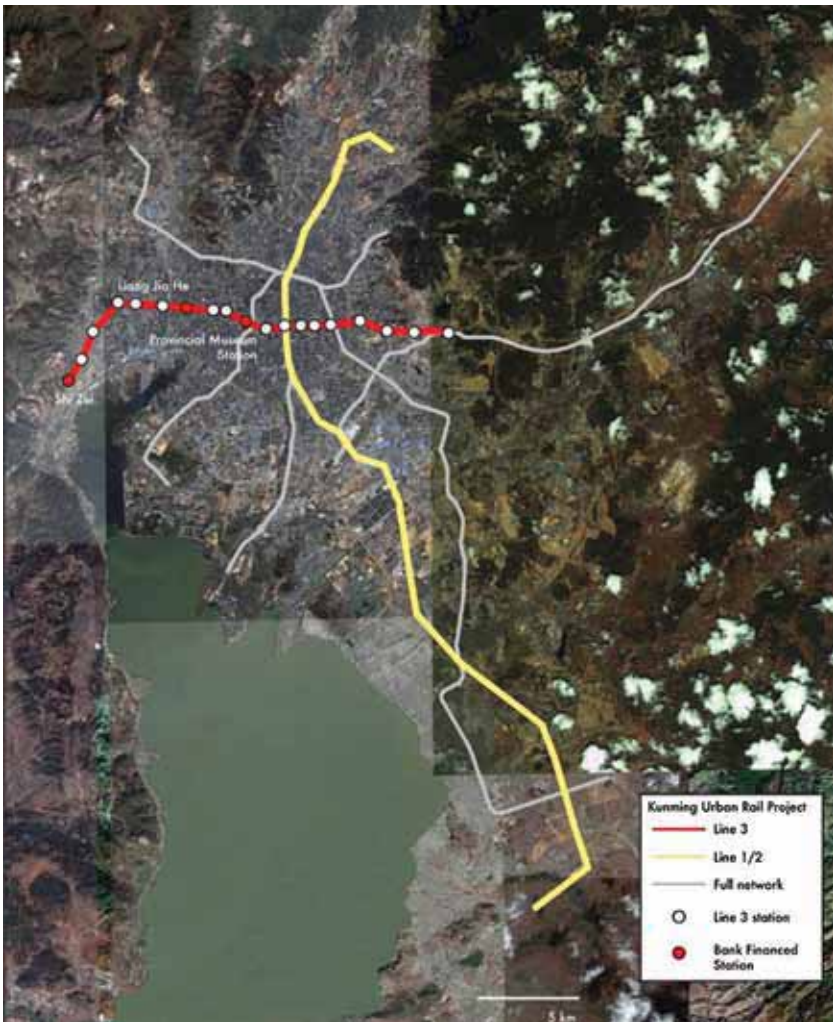 Liang Jia He
Provincial Museum
Station
Shi Zui
Kunming Urban Rail Project
Line 3
Line 1/2
Full network
Line 3 station
Bank Financed
Station
5 km